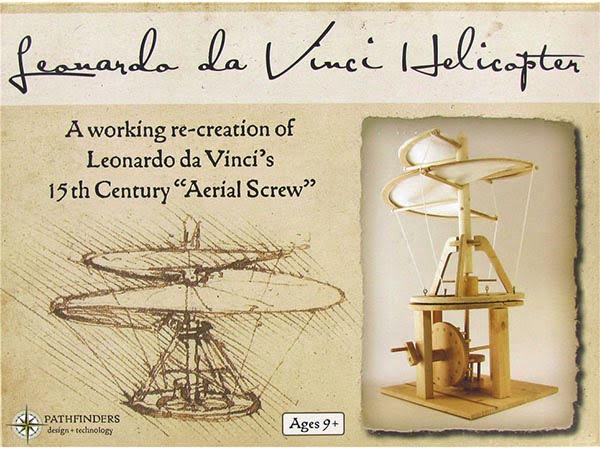 Leonardo da Vinci Helicopter
A working re-creation of
Leonardo da Vinci's
15th Century “Aerial Screw”
PATHFINDERS
design + technology
Ages 9+